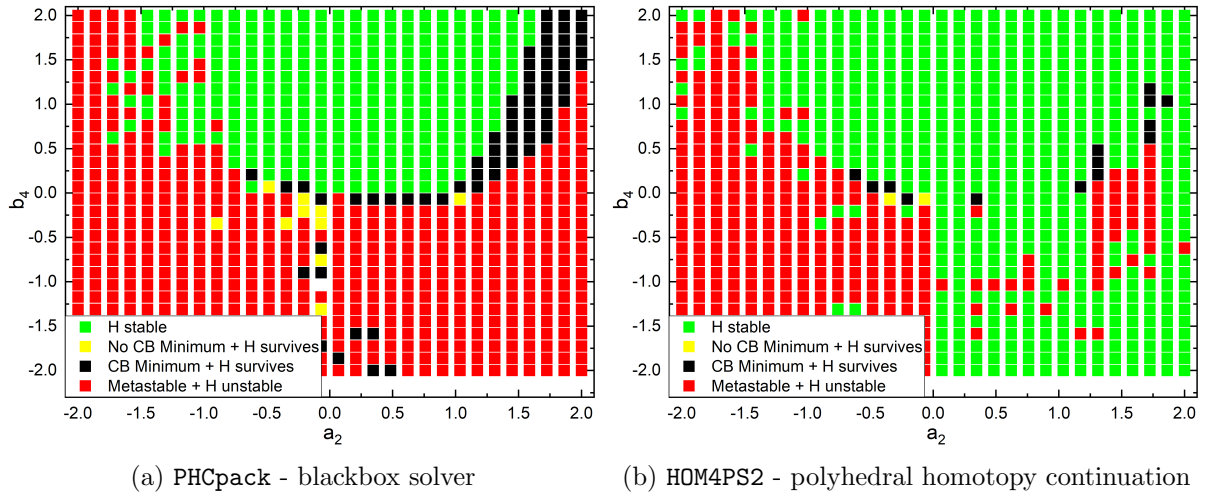 2.0
1.5
1.0
0.5
0.0
-0.5
-1.0
-1.5
-2.0
b4
H stable
No CB Minimum + H survives
CB Minimum + H survives
Metastable + H unstable
-2.0 -1.5 -1.0 -0.5 0.0 0.5 1.0 1.5 2.0
a2
(a) PHCpack - blackbox solver
2.0
1.5
1.0
0.5
0.0
-0.5
-1.0
-1.5
-2.0
b4
H stable
No CB Minimum + H survives
CB Minimum + H survives
Metastable + H unstable
-2.0 -1.5 -1.0 -0.5 0.0 0.5 1.0 1.5 2.0
a2
(b) HOM4PS2 - polyhedral homotopy continuation